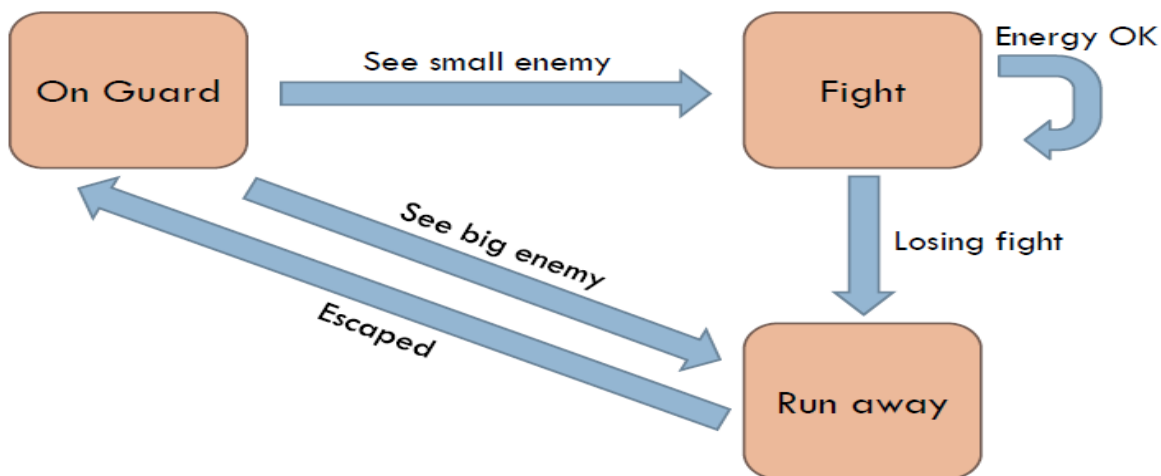 On Guard
See small enemy
Fight
Energy OK
See big enemy
Losing fight
Escaped
Run away